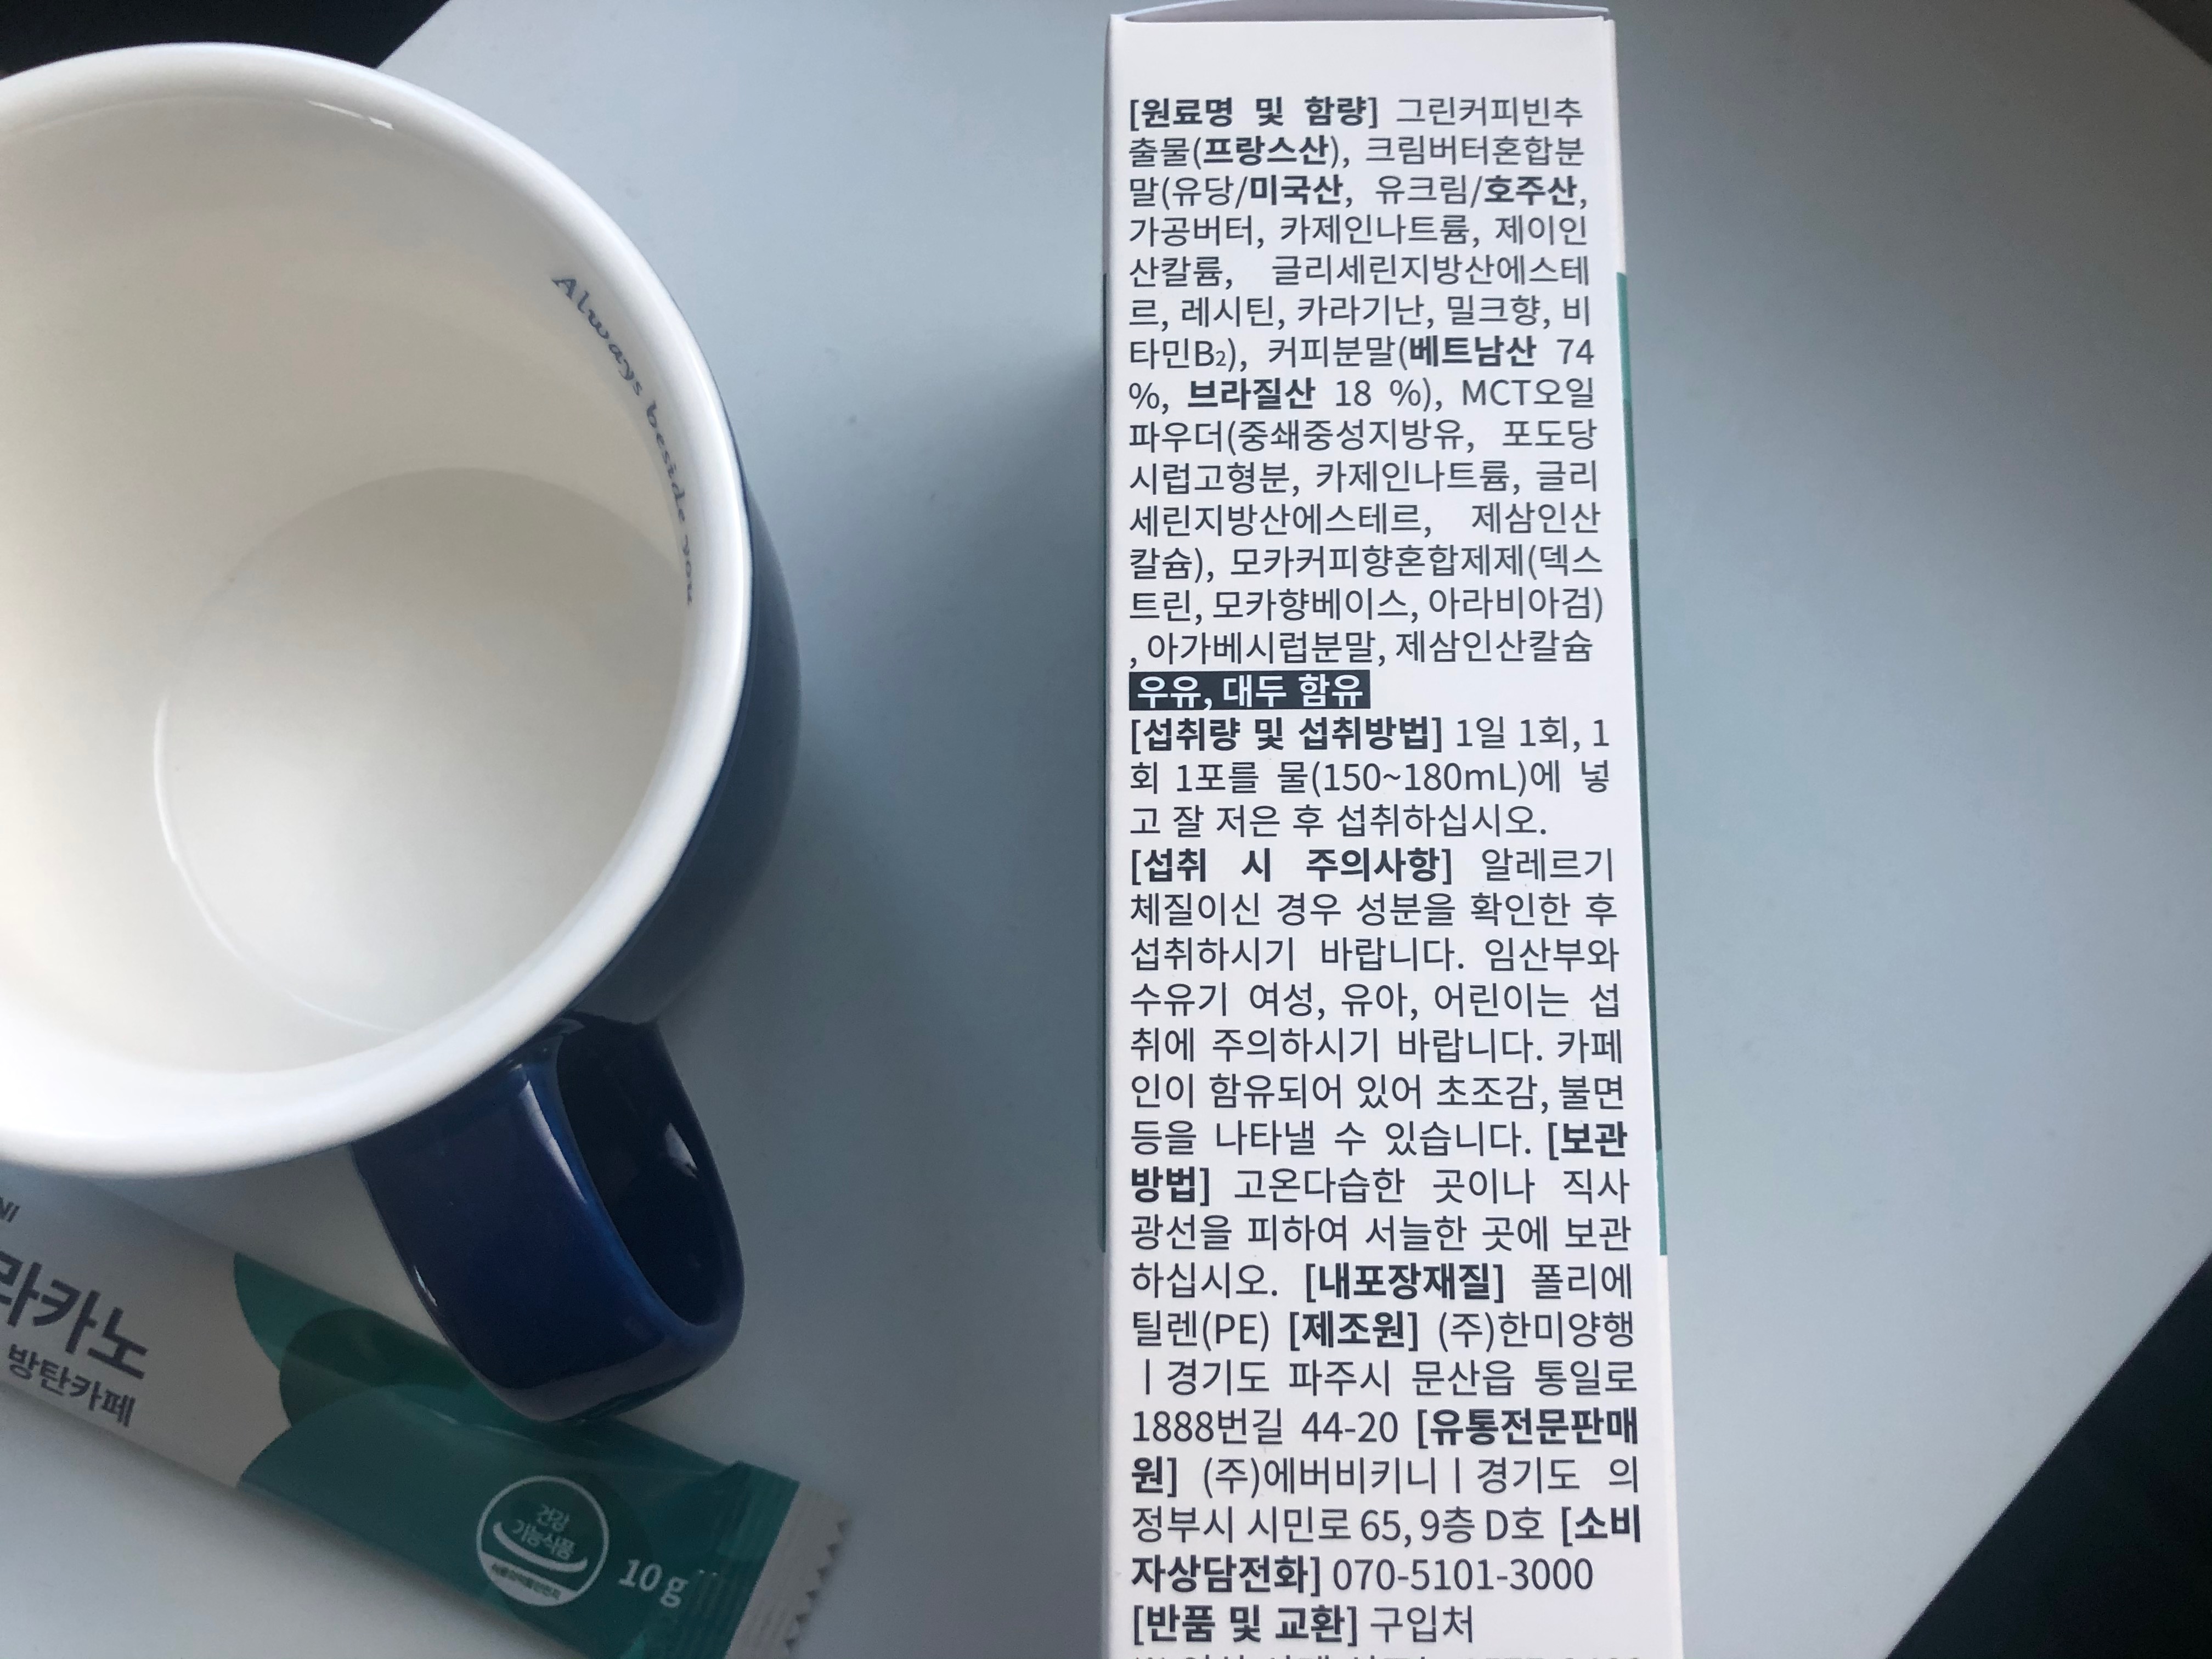 Always beside you
[원료명 및 함량] 그린커피빈추
출물(프랑스산), 크림버터혼합분
말(유당/미국산, 유크림/호주산,
가공버터, 카제인나트륨, 제이인
산칼륨, 글리세린지방산에스테
르, 레시틴, 카라기난, 밀크향, 비
타민B₂), 커피분말(베트남산 74
%, 브라질산 18 %), MCT오일
파우더(중쇄중성지방유, 포도당
시럽고형분, 카제인나트륨, 글리
세린지방산에스테르, 제삼인산
칼슘), 모카커피향혼합제제(덱스
트린, 모카향베이스, 아라비아검)
, 아가베시럽분말, 제삼인산칼슘
우유, 대두 함유
[섭취량 및 섭취방법] 1일 1회, 1
회 1포를 물(150~180mL)에 넣
고 잘 저은 후 섭취하십시오.
[섭취 시 주의사항] 알레르기
체질이신 경우 성분을 확인한 후
섭취하시기 바랍니다. 임산부와
수유기 여성, 유아, 어린이는 섭
취에 주의하시기 바랍니다. 카페
인이 함유되어 있어 초조감, 불면
등을 나타낼 수 있습니다. [보관
방법] 고온다습한 곳이나 직사
광선을 피하여 서늘한 곳에 보관
하십시오. [내포장재질] 폴리에
틸렌(PE) [제조원] (주)한미양행
ㅣ경기도 파주시 문산읍 통일로
1888번길 44-20 [유통전문판매
원] (주)에버비키니ㅣ경기도 의
정부시 시민로 65, 9층 D호 [소비
자상담전화] 070-5101-3000
[반품 및 교환] 구입처
NI
라카노
방탄카페
건강
기능식품
10 g